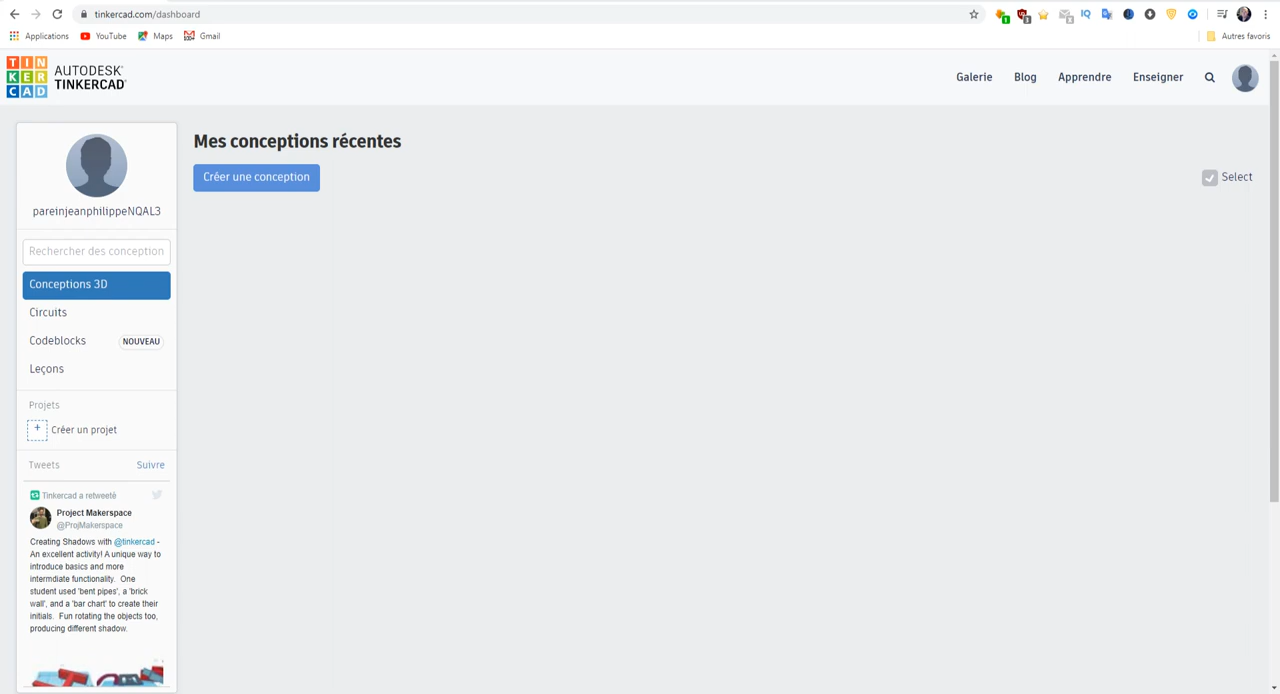 tinkercad.com/dashboard
Applications YouTube Maps Gmail Autres favoris
TIN
KER
CAD
AUTODESK®
TINKERCAD®
Galerie Blog Apprendre Enseigner
pareinjeanphilippeNQAL3
Rechercher des conception
Conceptions 3D
Circuits
Codeblocks NOUVEAU
Leçons
Projets
+ Créer un projet
Tweets Suivre
Tinkercad a retweeté
Project Makerspace
@ProjMakerspace
Creating Shadows with @tinkercad -
An excellent activity! A unique way to
introduce basics and more
intermdiate functionality. One
student used 'bent pipes', a 'brick
wall', and a 'bar chart' to create their
initials. Fun rotating the objects too,
producing different shadow.
Mes conceptions récentes
Créer une conception
Select